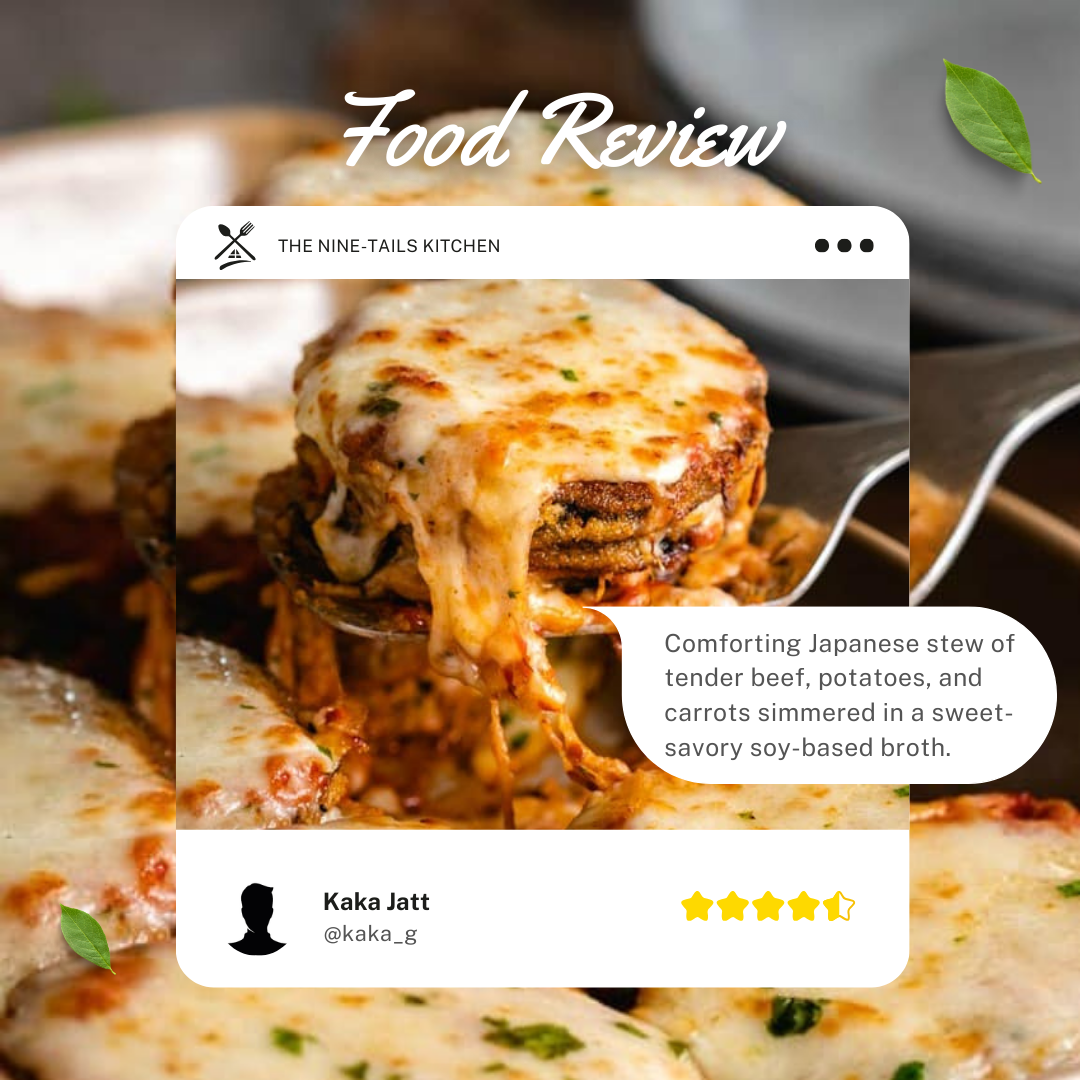 Food Review
THE NINE-TAILS KITCHEN
Comforting Japanese stew of
tender beef, potatoes, and
carrots simmered in a sweet-
savory soy-based broth.
Kaka Jatt
@kaka_g